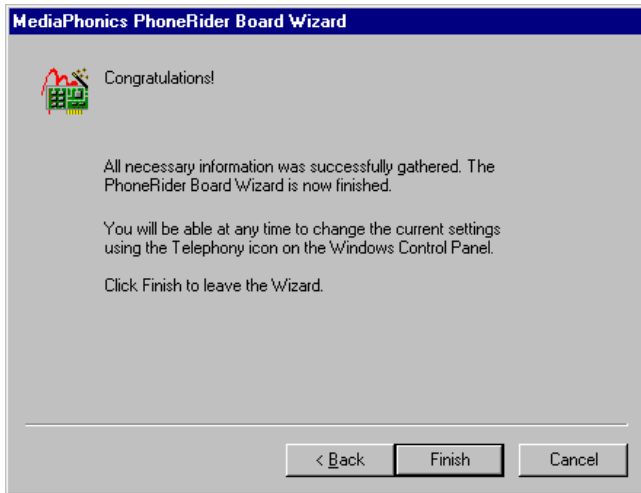 MediaPhonics PhoneRider Board Wizard
Congratulations!
All necessary information was successfully gathered. The
PhoneRider Board Wizard is now finished.
You will be able at any time to change the current settings
using the Telephony icon on the Windows Control Panel.
Click Finish to leave the Wizard.
< Back
Finish
Cancel